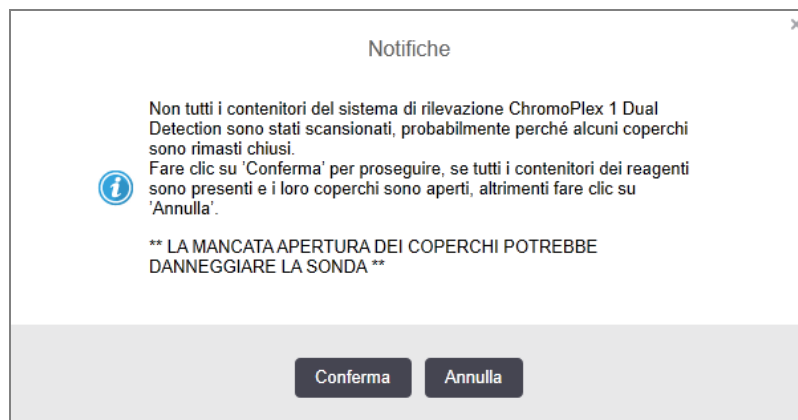 Notifiche
Non tutti i contenitori del sistema di rilevazione ChromoPlex 1 Dual
Detection sono stati scansionati, probabilmente perché alcuni coperchi
sono rimasti chiusi.
Fare clic su 'Conferma' per proseguire, se tutti i contenitori dei reagenti
sono presenti e i loro coperchi sono aperti, altrimenti fare clic su
'Annulla'.
** LA MANCATA APERTURA DEI COPERCHI POTREBBE
DANNEGGIARE LA SONDA **
Conferma Annulla